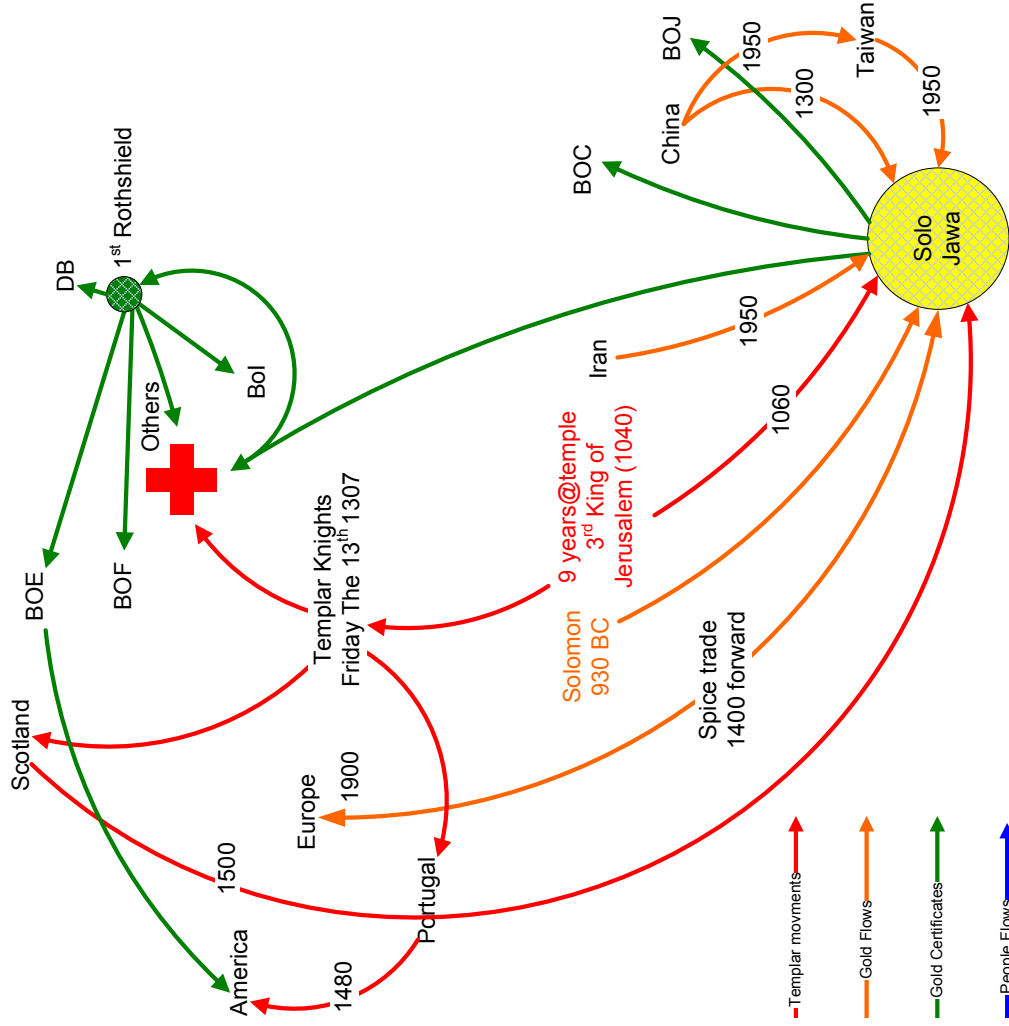 Scotland
BOE
BOF
DB
1st Rothshield
Others
BoI
America
1500
1480
Portugal
Europe
1900
Templar Knights
Friday The 13th 1307
9 years@temple
3rd King of
Jerusalem (1040)
Solomon
930 BC
Spice trade
1400 forward
1060
Iran
1950
BOC
BOJ
China
1950
1300
Taiwan
1950
Solo
Jawa
Templar movments
Gold Flows
Gold Certificates
People Flows